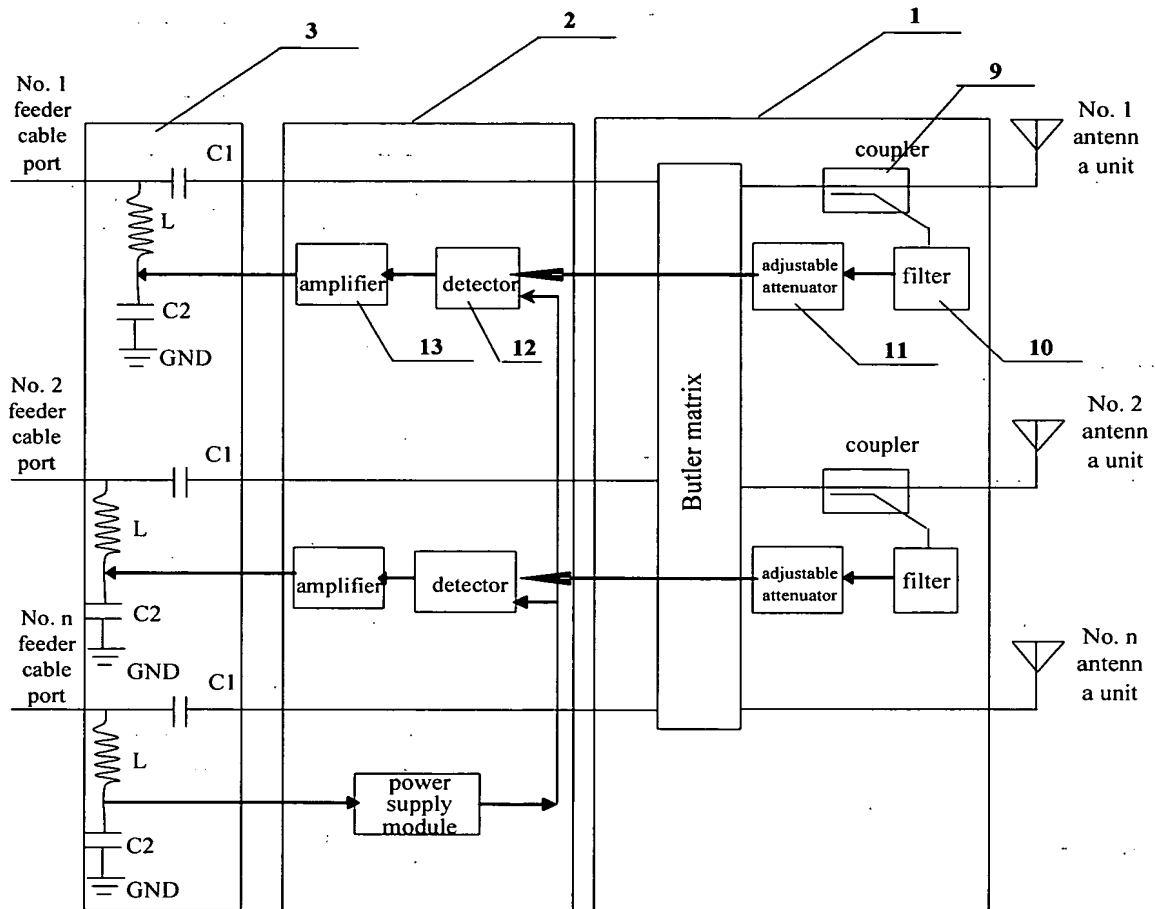 3
2
1
No. 1
feeder
cable
port
C1
L
C2
GND
amplifier
13
detector
12
9
coupler
adjustable
attenuator
11
filter
10
No. 1
antenn
a unit
Butler matrix
No. 2
feeder
cable
port
C1
L
C2
GND
amplifier
detector
coupler
adjustable
attenuator
filter
No. 2
antenn
a unit
No. n
feeder
cable
port
C1
L
C2
GND
power
supply
module
No. n
antenn
a unit